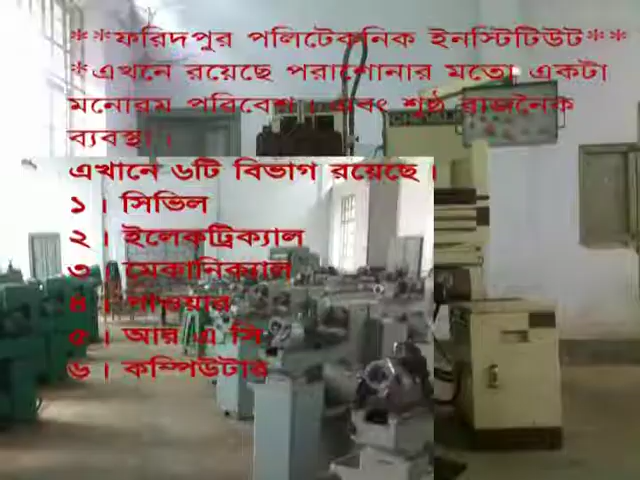 **ফরিদপুর পলিটেকনিক ইনস্টিটিউট**
*এখনে রয়েছে পরাশোনার মতো একটা
মনোরম পরিবেশ। এবং শুষ্ঠ রাজনৈক
ব্যবস্থা।
এখানে ৬টি বিভাগ রয়েছে।
১। সিভিল
২। ইলেকট্রিক্যাল
৩। মেকানিক্যাল
৪। পাওয়ার
৫। আর এ সি
৬। কম্পিউটার